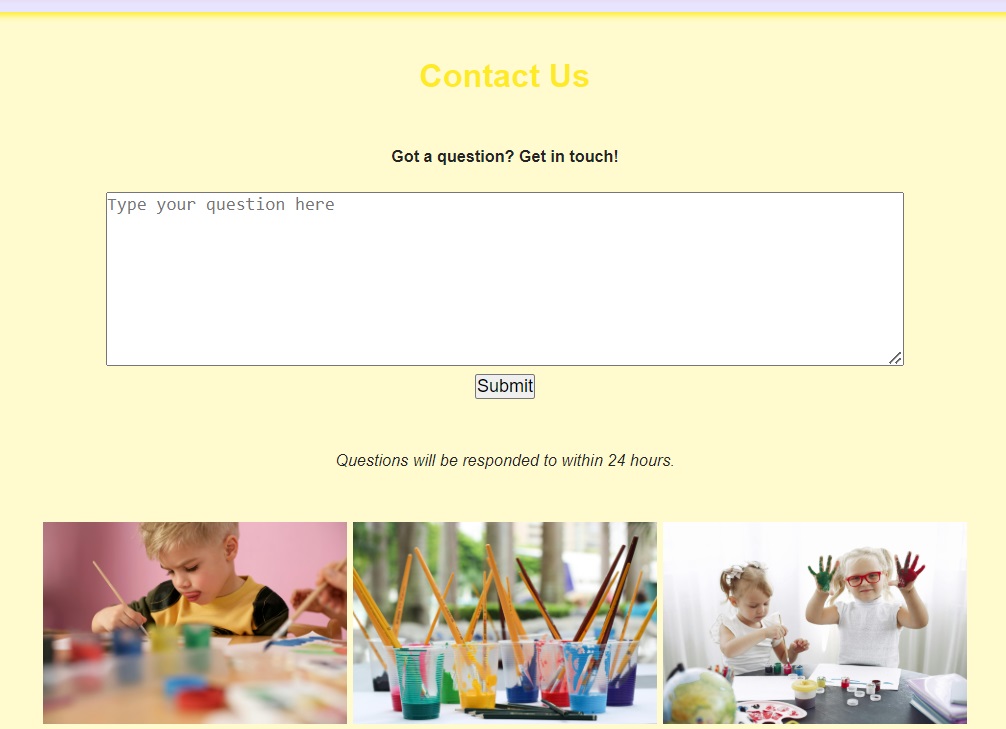 Contact Us
Got a question? Get in touch!
Type your question here
Submit
Questions will be responded to within 24 hours.